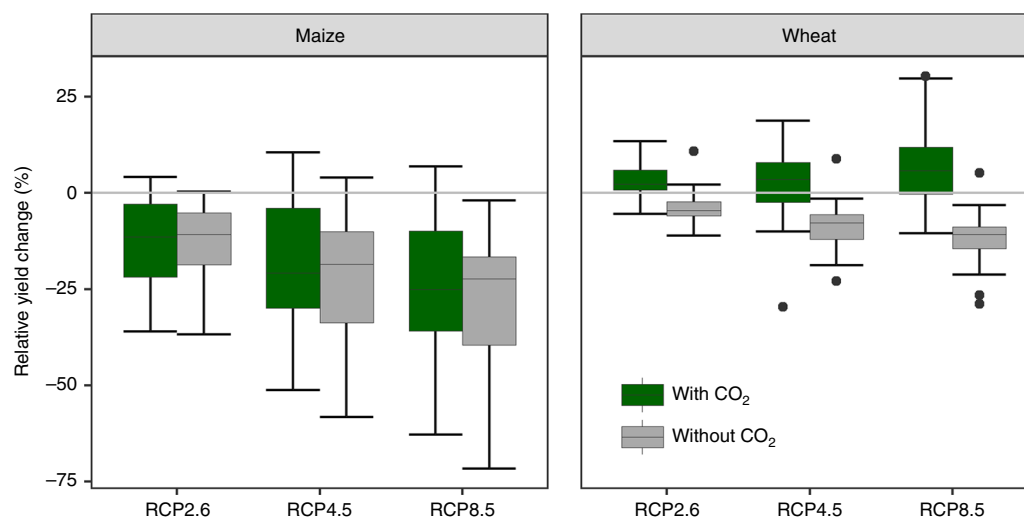 Maize
Wheat
Relative yield change (%)
25
0
−25
−50
−75
With CO₂
Without CO₂
RCP2.6
RCP4.5
RCP8.5
RCP2.6
RCP4.5
RCP8.5